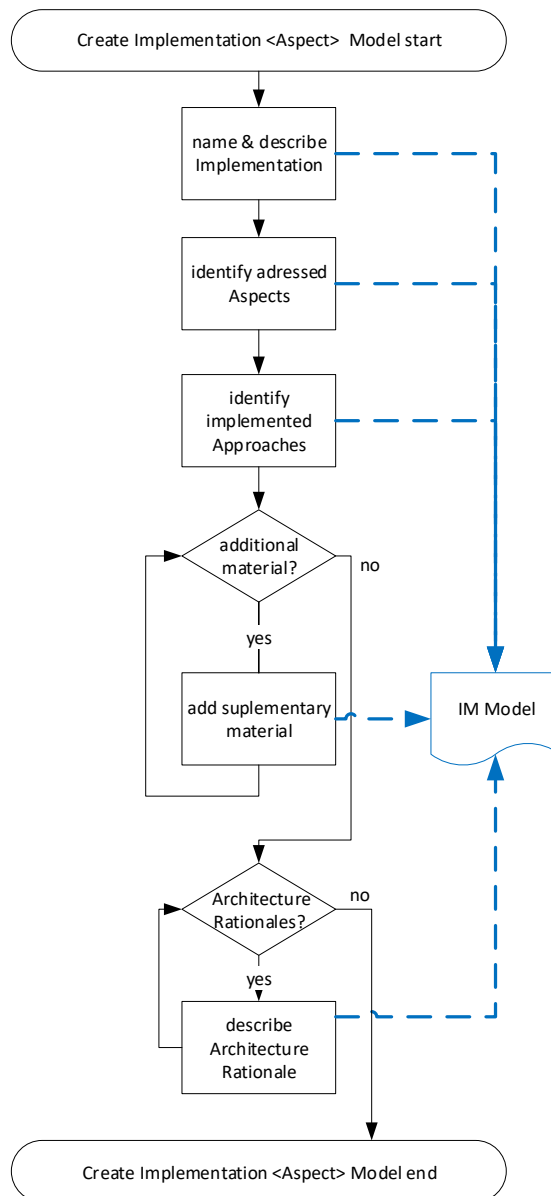 Create Implementation <Aspect>  Model start
name & describe
Implementation
identify adressed
Aspects
identify
implemented
Approaches
additional
material?
no
yes
add suplementary
material
IM Model
Architecture
Rationales?
no
yes
describe
Architecture
Rationale
Create Implementation <Aspect> Model end